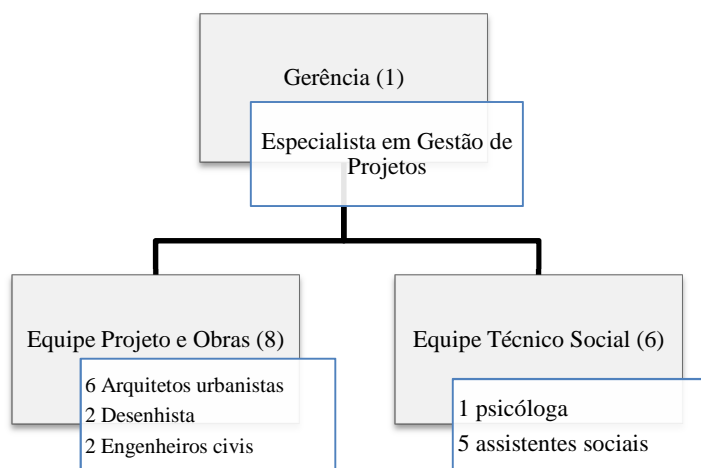 Gerência (1)
Especialista em Gestão de
Projetos
Equipe Projeto e Obras (8)
6 Arquitetos urbanistas
2 Desenhista
2 Engenheiros civis
Equipe Técnico Social (6)
1 psicóloga
5 assistentes sociais